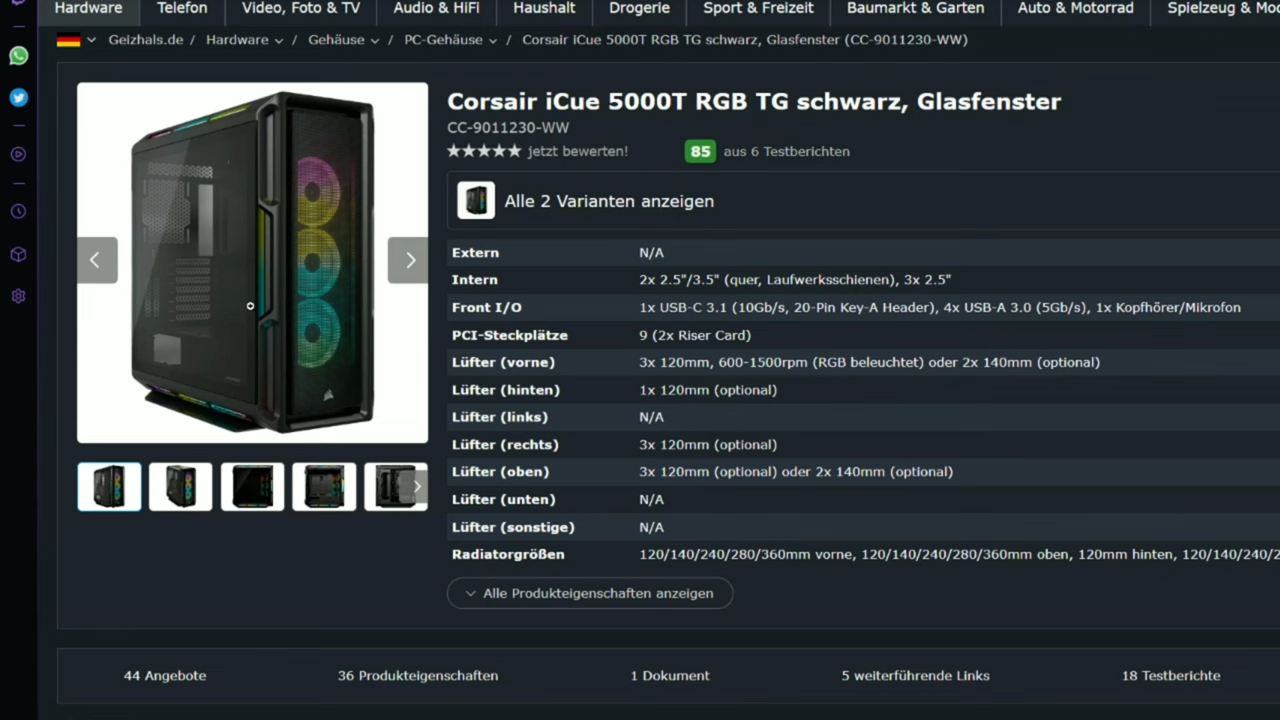 Hardware Telefon Video, Foto & TV Audio & HiFi Haushalt Drogerie Sport & Freizeit Baumarkt & Garten Auto & Motorrad Spielzeug &
Geizhals.de / Hardware / Gehäuse / PC-Gehäuse / Corsair iCue 5000T RGB TG schwarz, Glasfenster (CC-9011230-WW)
Corsair iCue 5000T RGB TG schwarz, Glasfenster
CC-9011230-WW
jetzt bewerten! 85 aus 6 Testberichten
Alle 2 Varianten anzeigen
Extern N/A
Intern 2x 2.5"/3.5" (quer, Laufwerksschienen), 3x 2.5"
Front I/O 1x USB-C 3.1 (10Gb/s, 20-Pin Key-A Header), 4x USB-A 3.0 (5Gb/s), 1x Kopfhörer/Mikrofon
PCI-Steckplätze 9 (2x Riser Card)
Lüfter (vorne) 3x 120mm, 600-1500rpm (RGB beleuchtet) oder 2x 140mm (optional)
Lüfter (hinten) 1x 120mm (optional)
Lüfter (links) N/A
Lüfter (rechts) 3x 120mm (optional)
Lüfter (oben) 3x 120mm (optional) oder 2x 140mm (optional)
Lüfter (unten) N/A
Lüfter (sonstige) N/A
Radiatorgrößen 120/140/240/280/360mm vorne, 120/140/240/280/360mm oben, 120mm hinten, 120/140/240/2
Alle Produkteigenschaften anzeigen
44 Angebote 36 Produkteigenschaften 1 Dokument 5 weiterführende Links 18 Testberichte